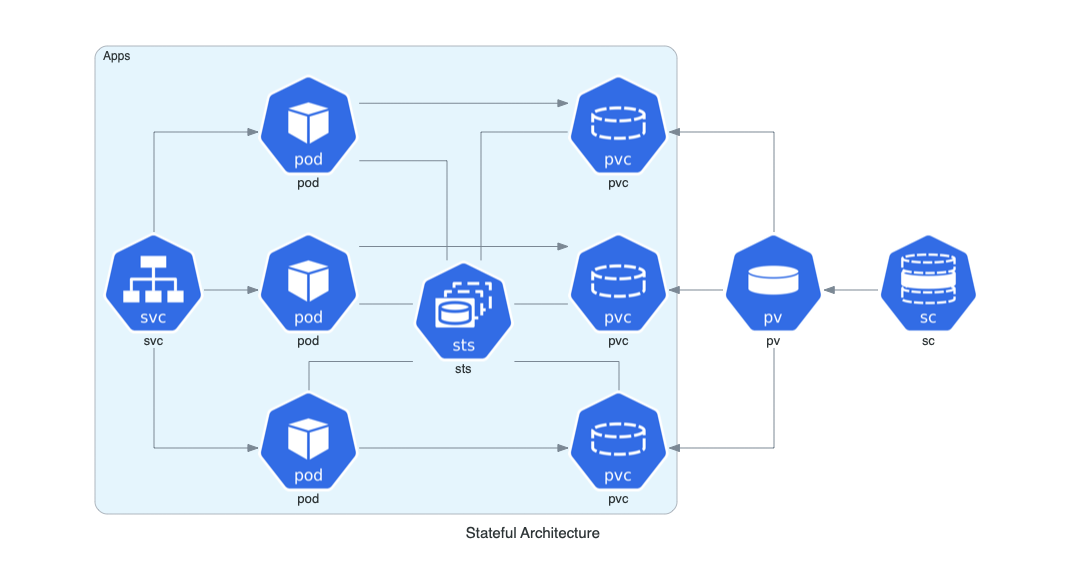 Apps
pod
pod
pvc
pvc
svc
svc
pod
pod
sts
sts
pvc
pvc
pv
pv
sc
sc
pod
pod
pvc
pvc
Stateful Architecture